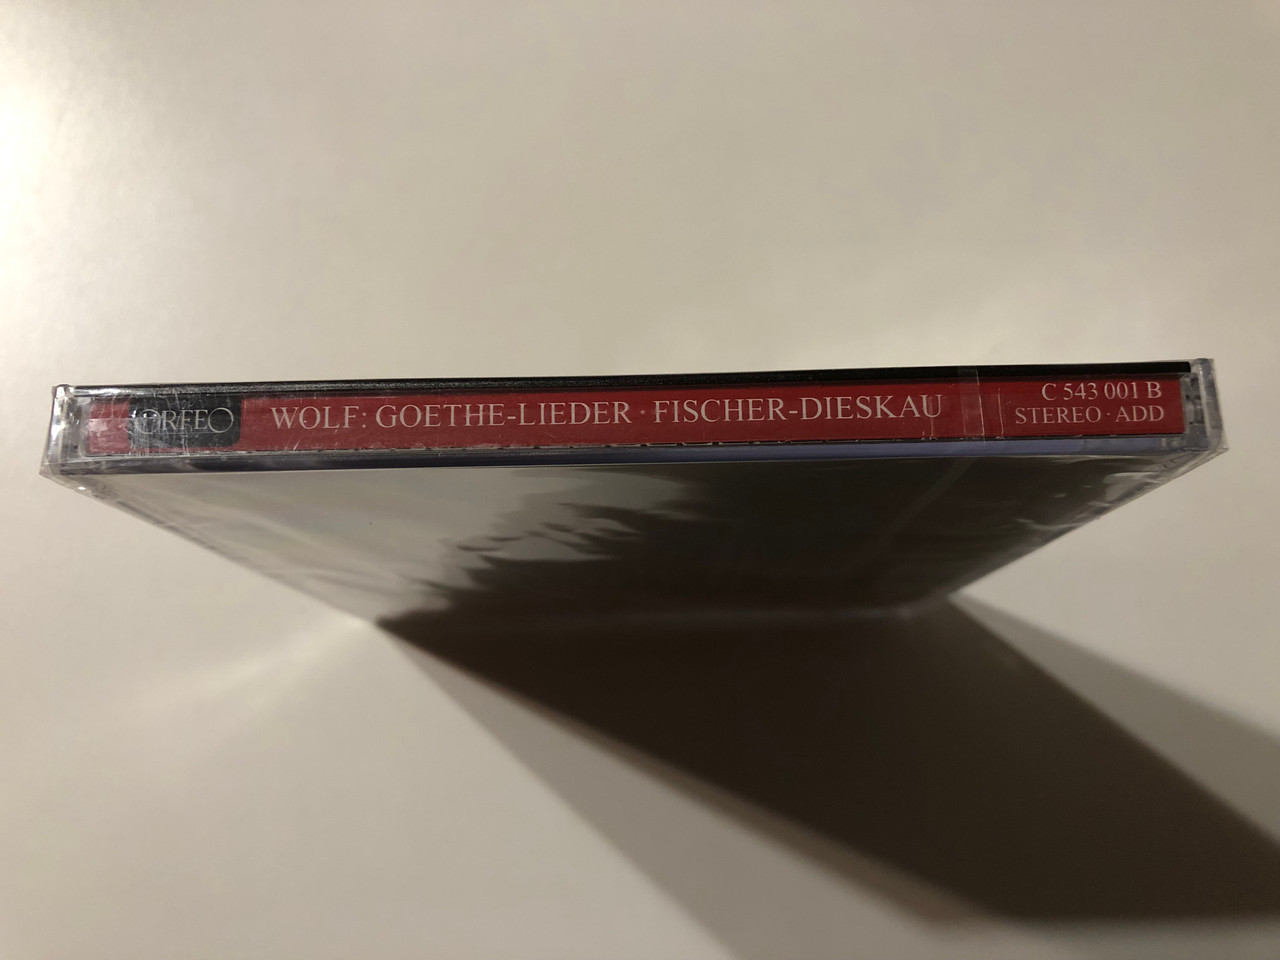 ORFEO
WOLF: GOETHE-LIEDER · FISCHER-DIESKAU
C 543 001 B
STEREO · ADD